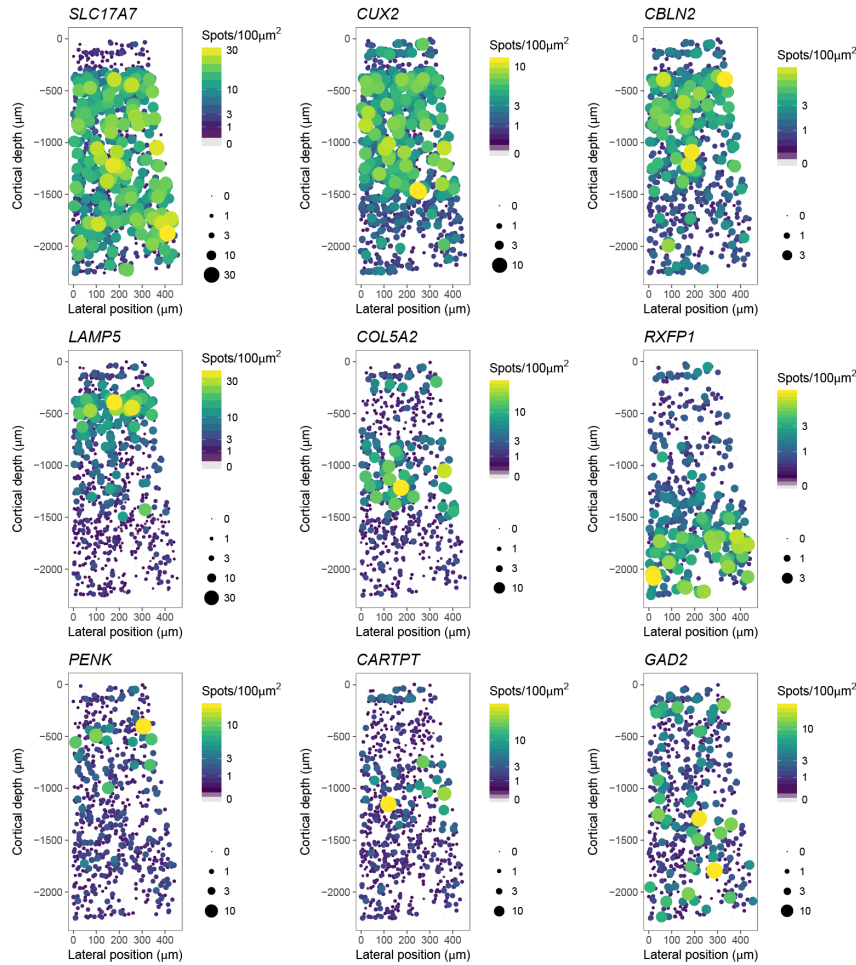 SLC17A7
Spots/100μm²
30
10
3
1
0
0
1
3
10
30
0
−500
−1000
−1500
−2000
Cortical depth (μm)
0 100 200 300 400
Lateral position (μm)
CUX2
Spots/100μm²
10
3
1
0
0
1
3
10
0
−500
−1000
−1500
−2000
Cortical depth (μm)
0 100 200 300 400
Lateral position (μm)
CBLN2
Spots/100μm²
3
1
0
0
1
3
0
−500
−1000
−1500
−2000
Cortical depth (μm)
0 100 200 300 400
Lateral position (μm)
LAMP5
Spots/100μm²
30
10
3
1
0
0
1
3
10
30
0
−500
−1000
−1500
−2000
Cortical depth (μm)
0 100 200 300 400
Lateral position (μm)
COL5A2
Spots/100μm²
10
3
1
0
0
1
3
10
0
−500
−1000
−1500
−2000
Cortical depth (μm)
0 100 200 300 400
Lateral position (μm)
RXFP1
Spots/100μm²
3
1
0
0
1
3
0
−500
−1000
−1500
−2000
Cortical depth (μm)
0 100 200 300 400
Lateral position (μm)
PENK
Spots/100μm²
10
3
1
0
0
1
3
10
0
−500
−1000
−1500
−2000
Cortical depth (μm)
0 100 200 300 400
Lateral position (μm)
CARTPT
Spots/100μm²
10
3
1
0
0
1
3
10
0
−500
−1000
−1500
−2000
Cortical depth (μm)
0 100 200 300 400
Lateral position (μm)
GAD2
Spots/100μm²
10
3
1
0
0
1
3
10
0
−500
−1000
−1500
−2000
Cortical depth (μm)
0 100 200 300 400
Lateral position (μm)